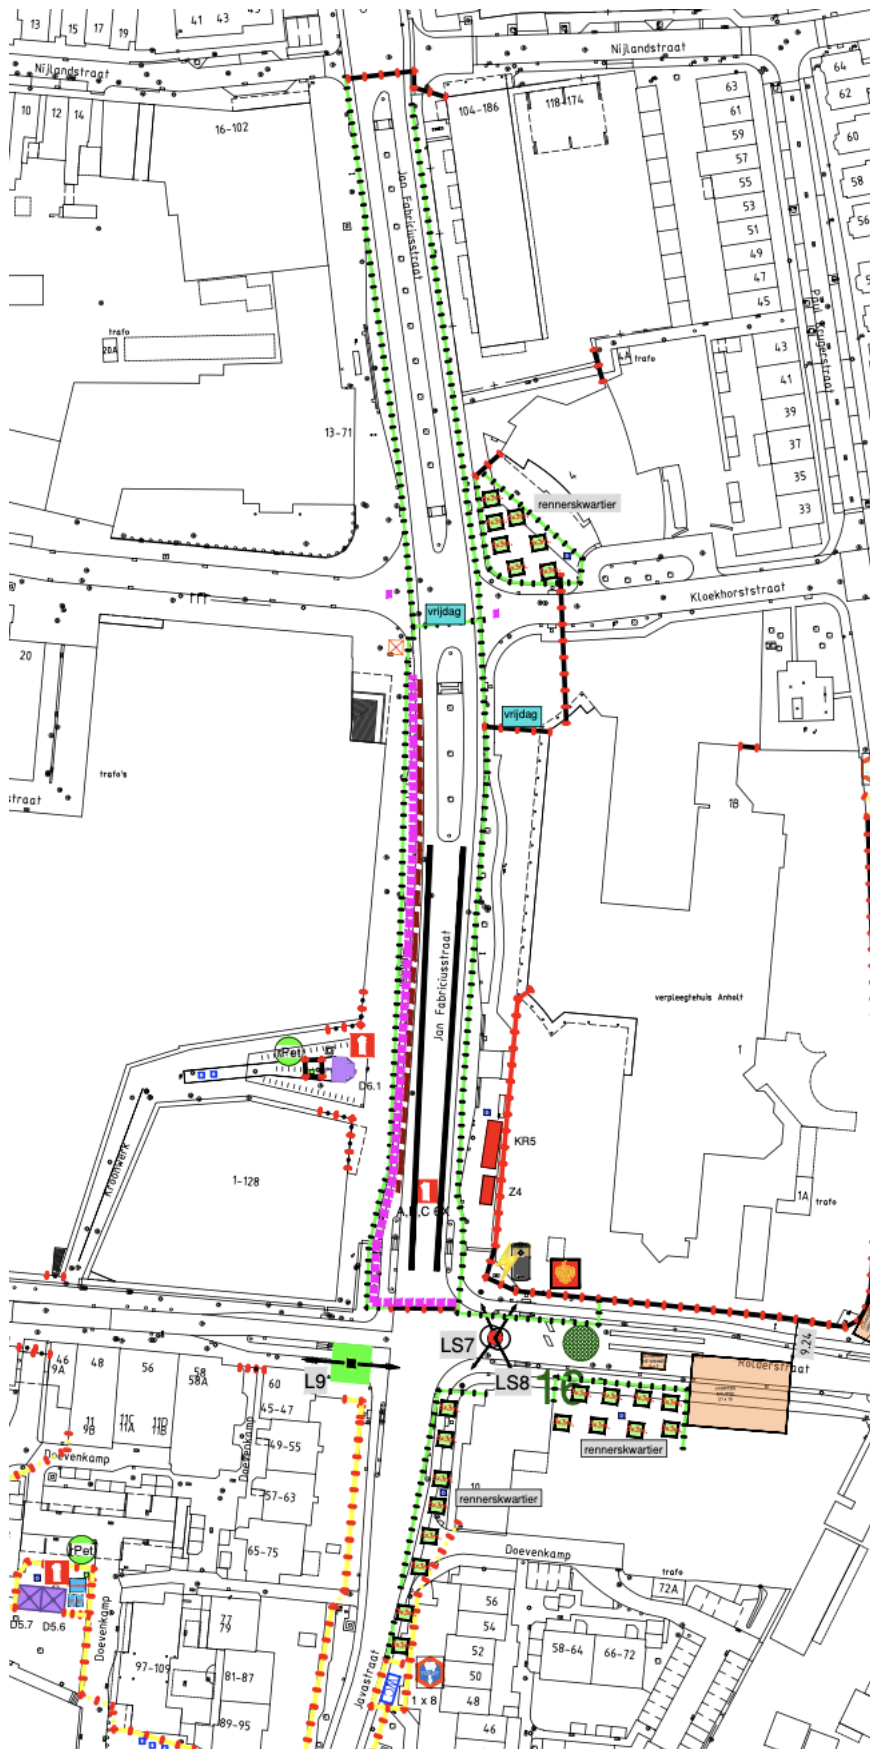 13
15
17
19
41 43
Nijlandstraat
Nijlandstraat
10
12
14
16-102
104-186
118-174
63
61
59
57
55
53
51
49
47
45
64
62
60
58
56
Jan Fabriciusstraat
Paul Krugerstraat
trafo
20A
4A
trafo
43
41
39
37
35
33
13-71
rennerskwartier
Kloekhorststraat
vrijdag
20
vrijdag
trafo's
straat
1B
Jan Fabriciusstraat
verpleegtehuis Anholt
1
Pet
D6.1
KR5
Z4
Kroonwerk
1-128
1A
trafo
A,B,C 6X
9.24
LS7
Rolderstraat
L9
LS8
16
46
9A
48
56
58
58A
60
45-47
11
9B
11C
11A
11D
11B
Doevenkamp
Doevenkamp
49-55
57-63
65-75
rennerskwartier
10
rennerskwartier
Doevenkamp
trafo
72A
Pet
D5.7
D5.6
Doevenkamp
77
79
97-109
81-87
89-95
Javastraat
WC
1 x 8
56
54
52
50
48
46
58-64
66-72